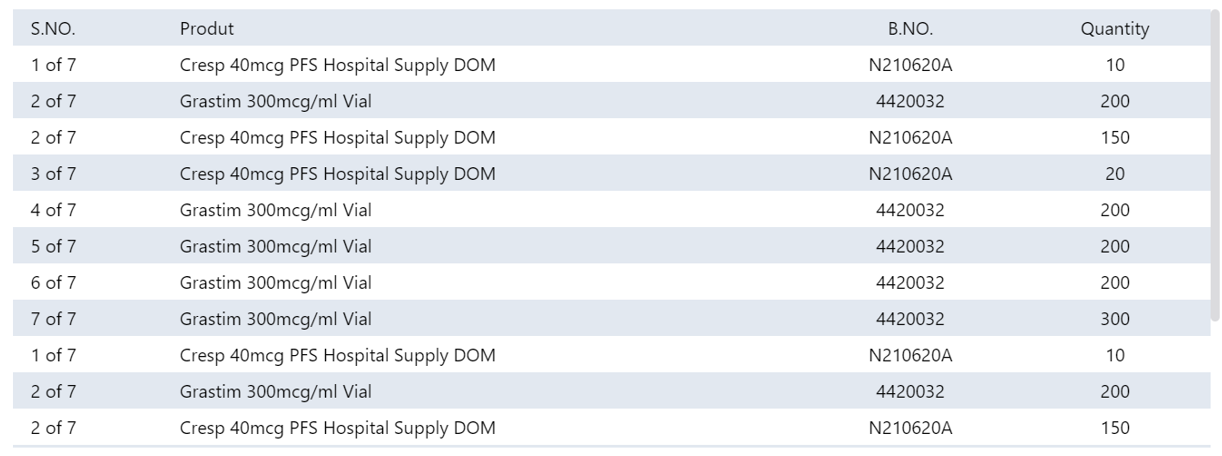 S.NO. Produt B.NO. Quantity
1 of 7 Cresp 40mcg PFS Hospital Supply DOM N210620A 10
2 of 7 Grastim 300mcg/ml Vial 4420032 200
2 of 7 Cresp 40mcg PFS Hospital Supply DOM N210620A 150
3 of 7 Cresp 40mcg PFS Hospital Supply DOM N210620A 20
4 of 7 Grastim 300mcg/ml Vial 4420032 200
5 of 7 Grastim 300mcg/ml Vial 4420032 200
6 of 7 Grastim 300mcg/ml Vial 4420032 200
7 of 7 Grastim 300mcg/ml Vial 4420032 300
1 of 7 Cresp 40mcg PFS Hospital Supply DOM N210620A 10
2 of 7 Grastim 300mcg/ml Vial 4420032 200
2 of 7 Cresp 40mcg PFS Hospital Supply DOM N210620A 150